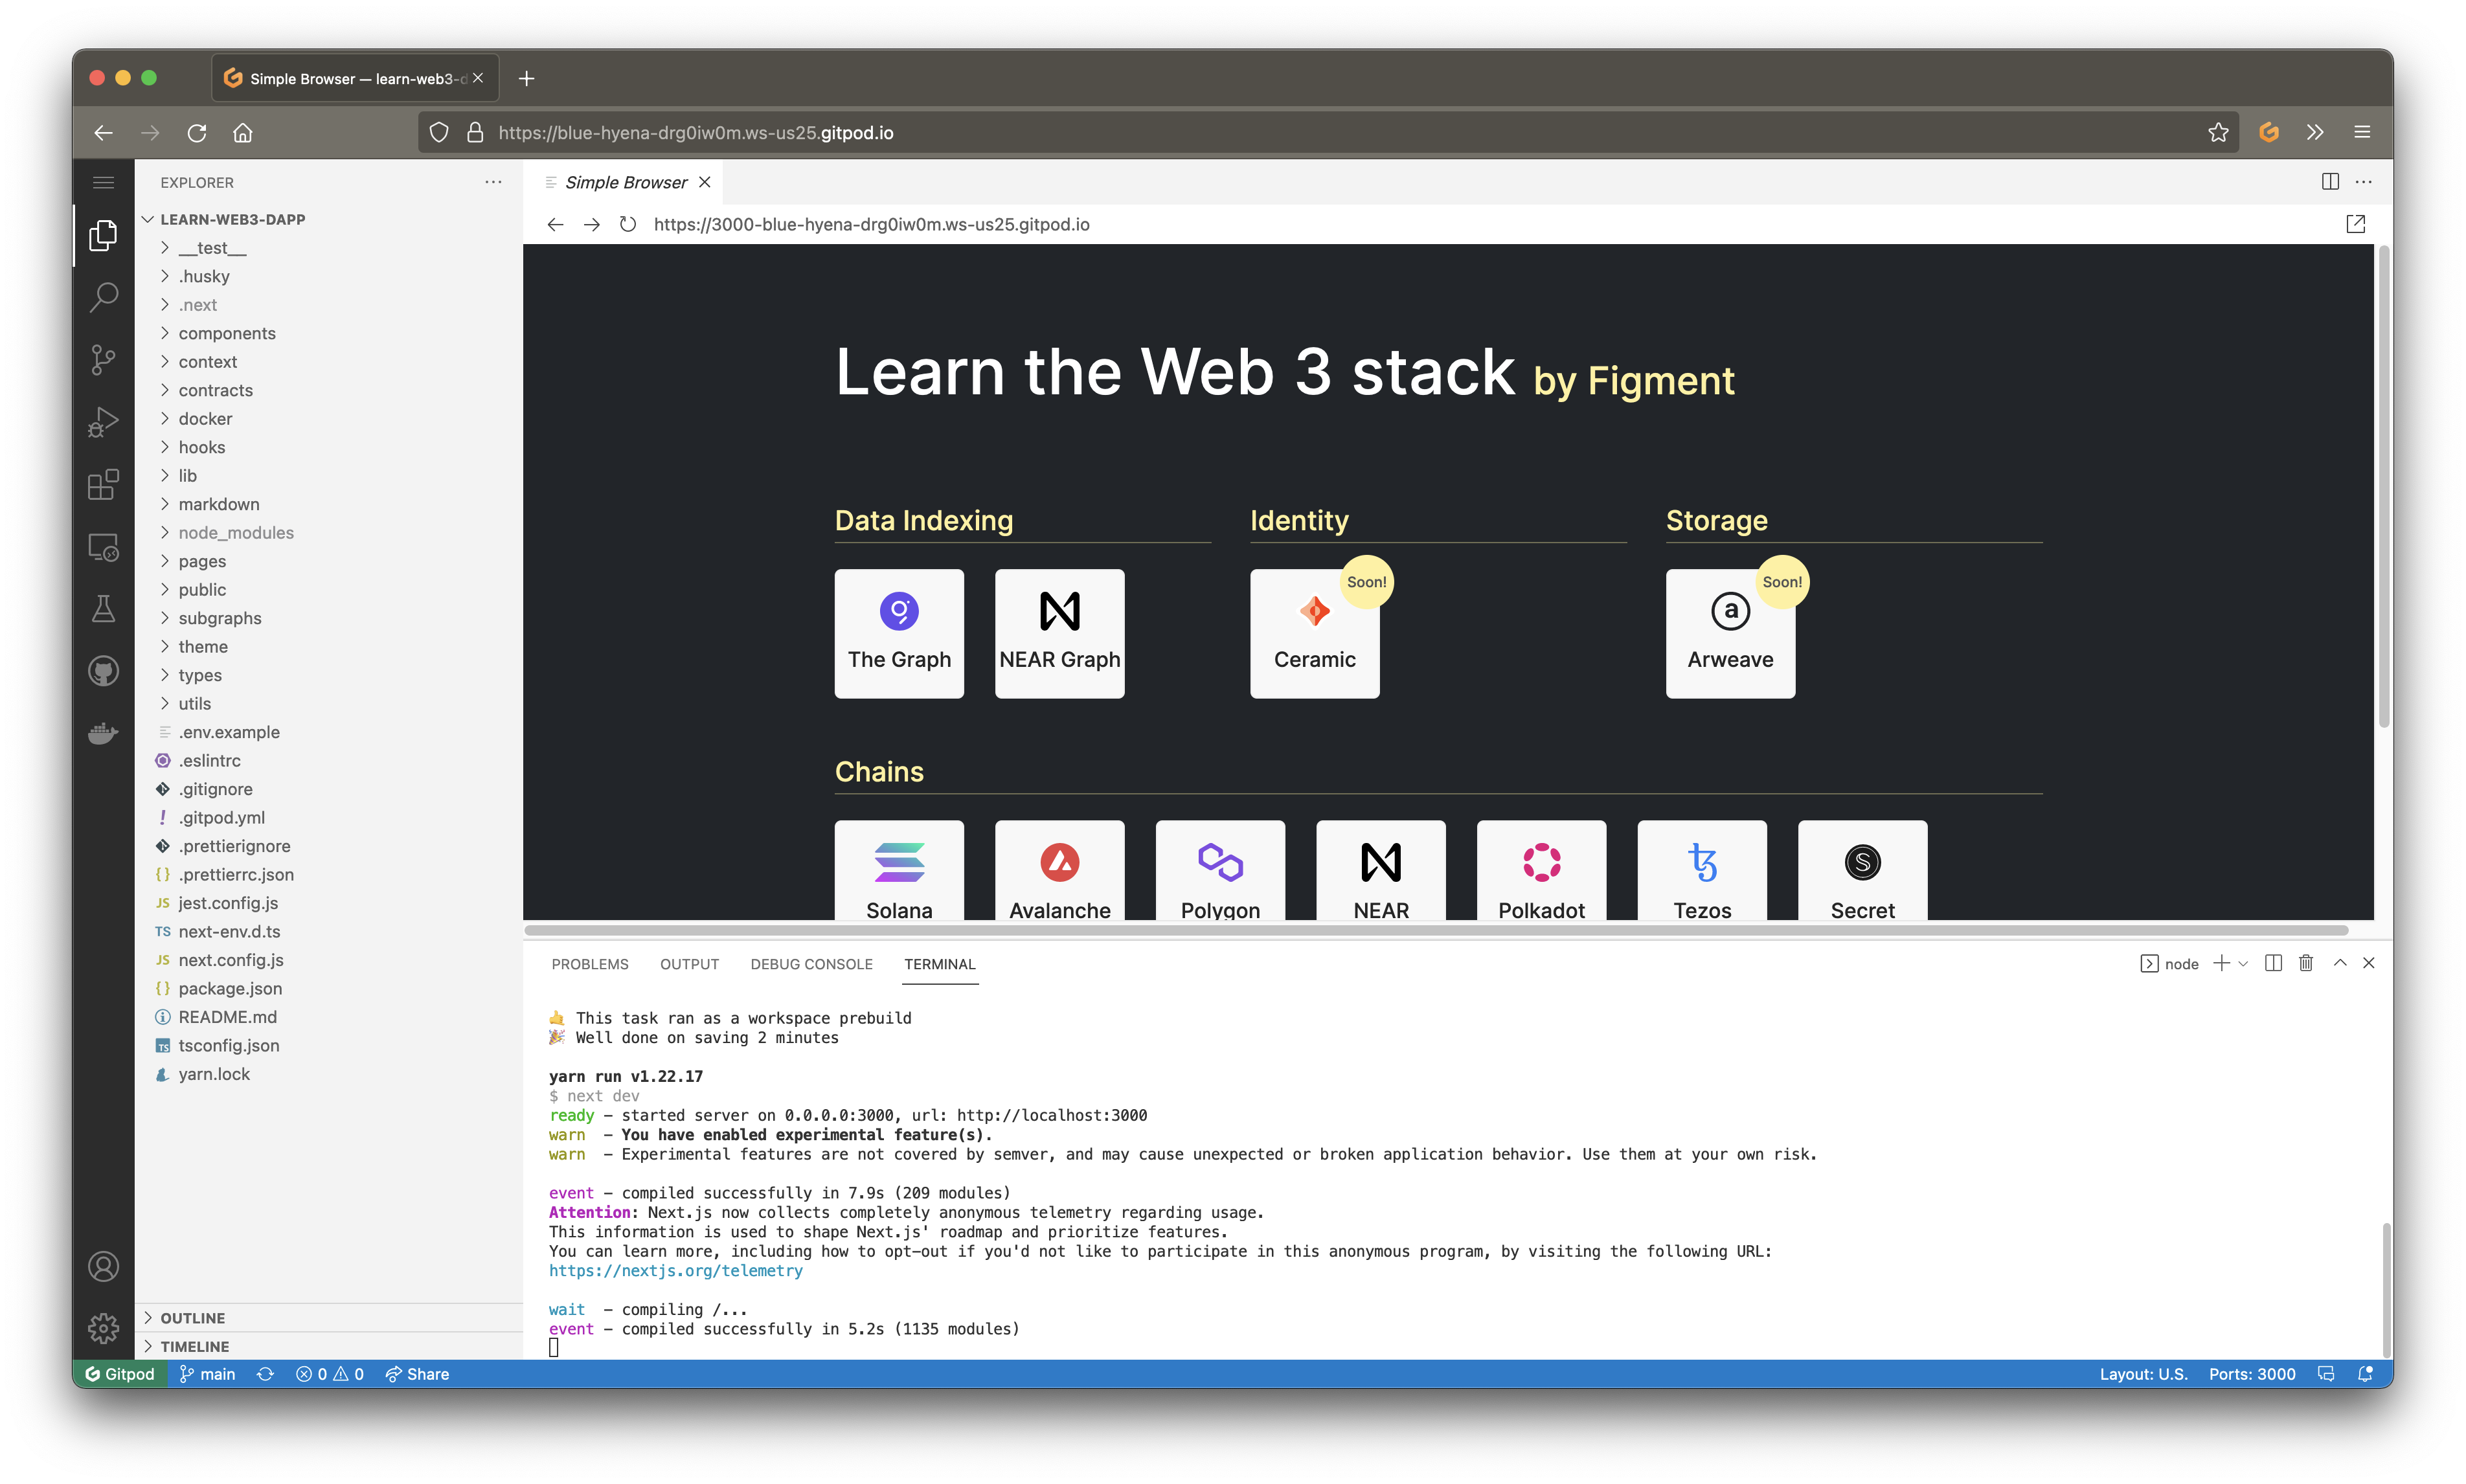 Simple Browser — learn-web3-d
https://blue-hyena-drg0iw0m.ws-us25.gitpod.io
EXPLORER
LEARN-WEB3-DAPP
__test__
.husky
.next
components
context
contracts
docker
hooks
lib
markdown
node_modules
pages
public
subgraphs
theme
types
utils
.env.example
.eslintrc
.gitignore
.gitpod.yml
.prettierignore
.prettierrc.json
JS jest.config.js
TS next-env.d.ts
JS next.config.js
package.json
README.md
TS tsconfig.json
yarn.lock
OUTLINE
TIMELINE
Simple Browser
https://3000-blue-hyena-drg0iw0m.ws-us25.gitpod.io
Learn the Web 3 stack by Figment
Data Indexing
The Graph
NEAR Graph
Identity
Soon!
Ceramic
Storage
Soon!
a
Arweave
Chains
Solana
Avalanche
Polygon
NEAR
Polkadot
Tezos
S
Secret
PROBLEMS OUTPUT DEBUG CONSOLE TERMINAL
node
This task ran as a workspace prebuild
Well done on saving 2 minutes
yarn run v1.22.17
$ next dev
ready – started server on 0.0.0.0:3000, url: http://localhost:3000
warn – You have enabled experimental feature(s).
warn – Experimental features are not covered by semver, and may cause unexpected or broken application behavior. Use them at your own risk.
event – compiled successfully in 7.9s (209 modules)
Attention: Next.js now collects completely anonymous telemetry regarding usage.
This information is used to shape Next.js' roadmap and prioritize features.
You can learn more, including how to opt-out if you'd not like to participate in this anonymous program, by visiting the following URL:
https://nextjs.org/telemetry
wait – compiling /...
event – compiled successfully in 5.2s (1135 modules)
Gitpod main 0 0 Share Layout: U.S. Ports: 3000